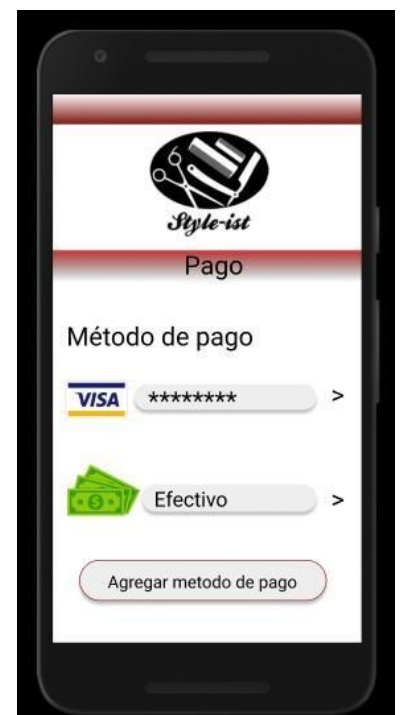 Style-ist
Pago
Método de pago
VISA ******** >
Efectivo >
Agregar metodo de pago